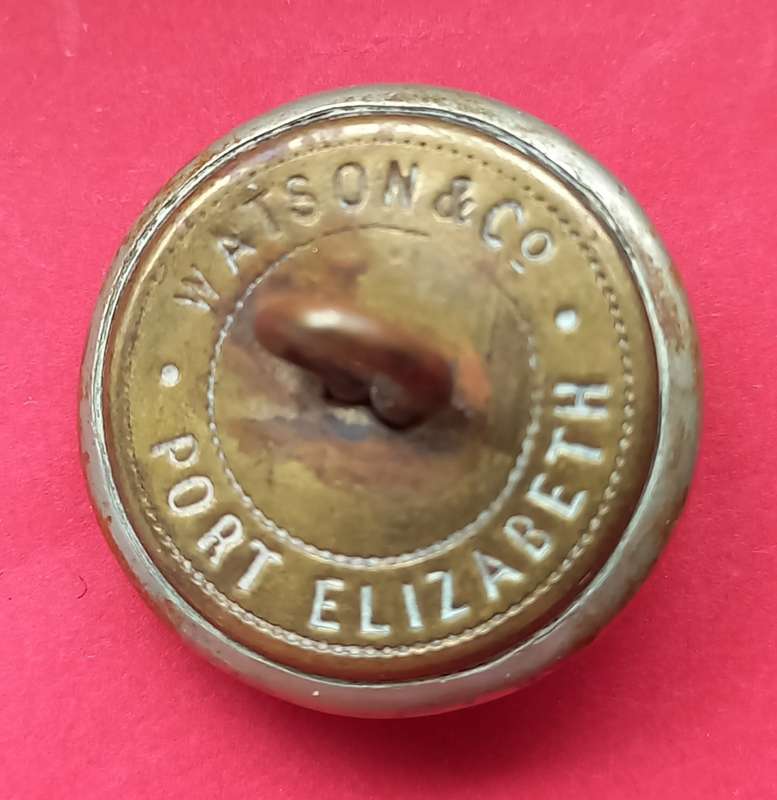 WATSON & Co
• PORT ELIZABETH •